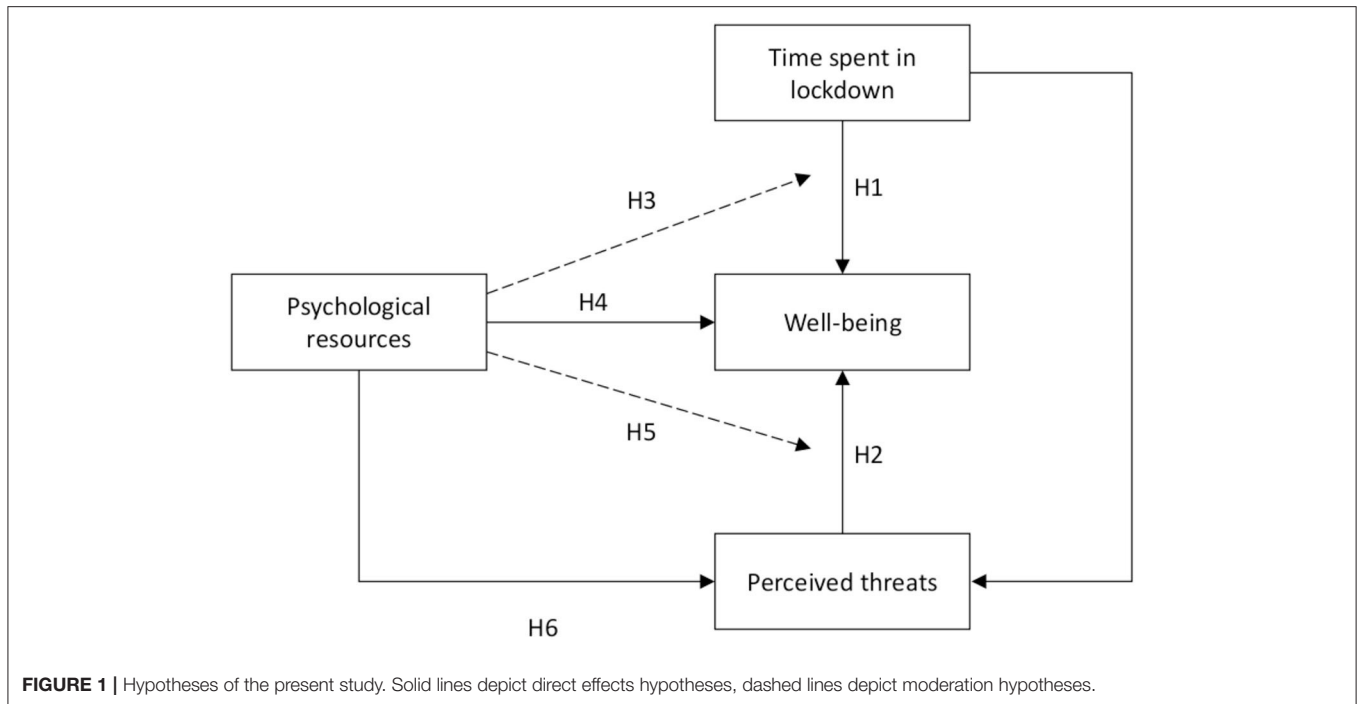 Time spent in
lockdown
H3
H1
Psychological
resources
H4
Well-being
H5
H2
Perceived threats
H6
FIGURE 1 | Hypotheses of the present study. Solid lines depict direct effects hypotheses, dashed lines depict moderation hypotheses.